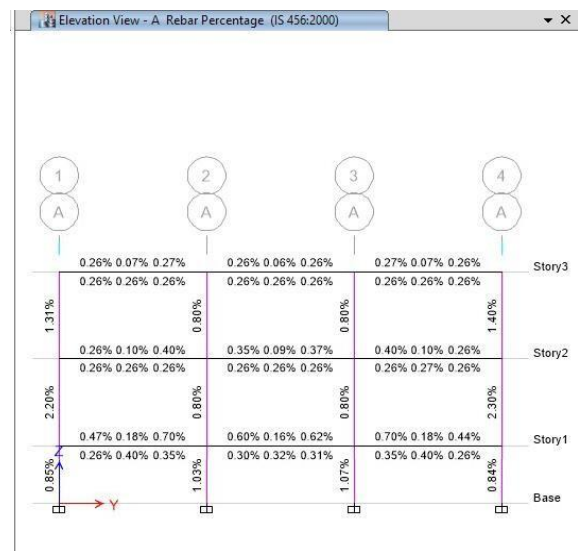 Elevation View - A Rebar Percentage (IS 456:2000)
1 2 3 4
A A A A
0.26% 0.07% 0.27% 0.26% 0.06% 0.26% 0.27% 0.07% 0.26%
Story3
0.26% 0.26% 0.26% 0.26% 0.26% 0.26% 0.26% 0.26% 0.26%
1.31% 0.80% 0.80% 1.40%
0.26% 0.10% 0.40% 0.35% 0.09% 0.37% 0.40% 0.10% 0.26%
Story2
0.26% 0.26% 0.26% 0.26% 0.26% 0.26% 0.26% 0.27% 0.26%
2.20% 0.80% 0.80% 2.30%
0.47% 0.18% 0.70% 0.60% 0.16% 0.62% 0.70% 0.18% 0.44%
Story1
Z
0.26% 0.40% 0.35% 0.30% 0.32% 0.31% 0.35% 0.40% 0.26%
0.85% 1.03% 1.07% 0.84%
Base
Y